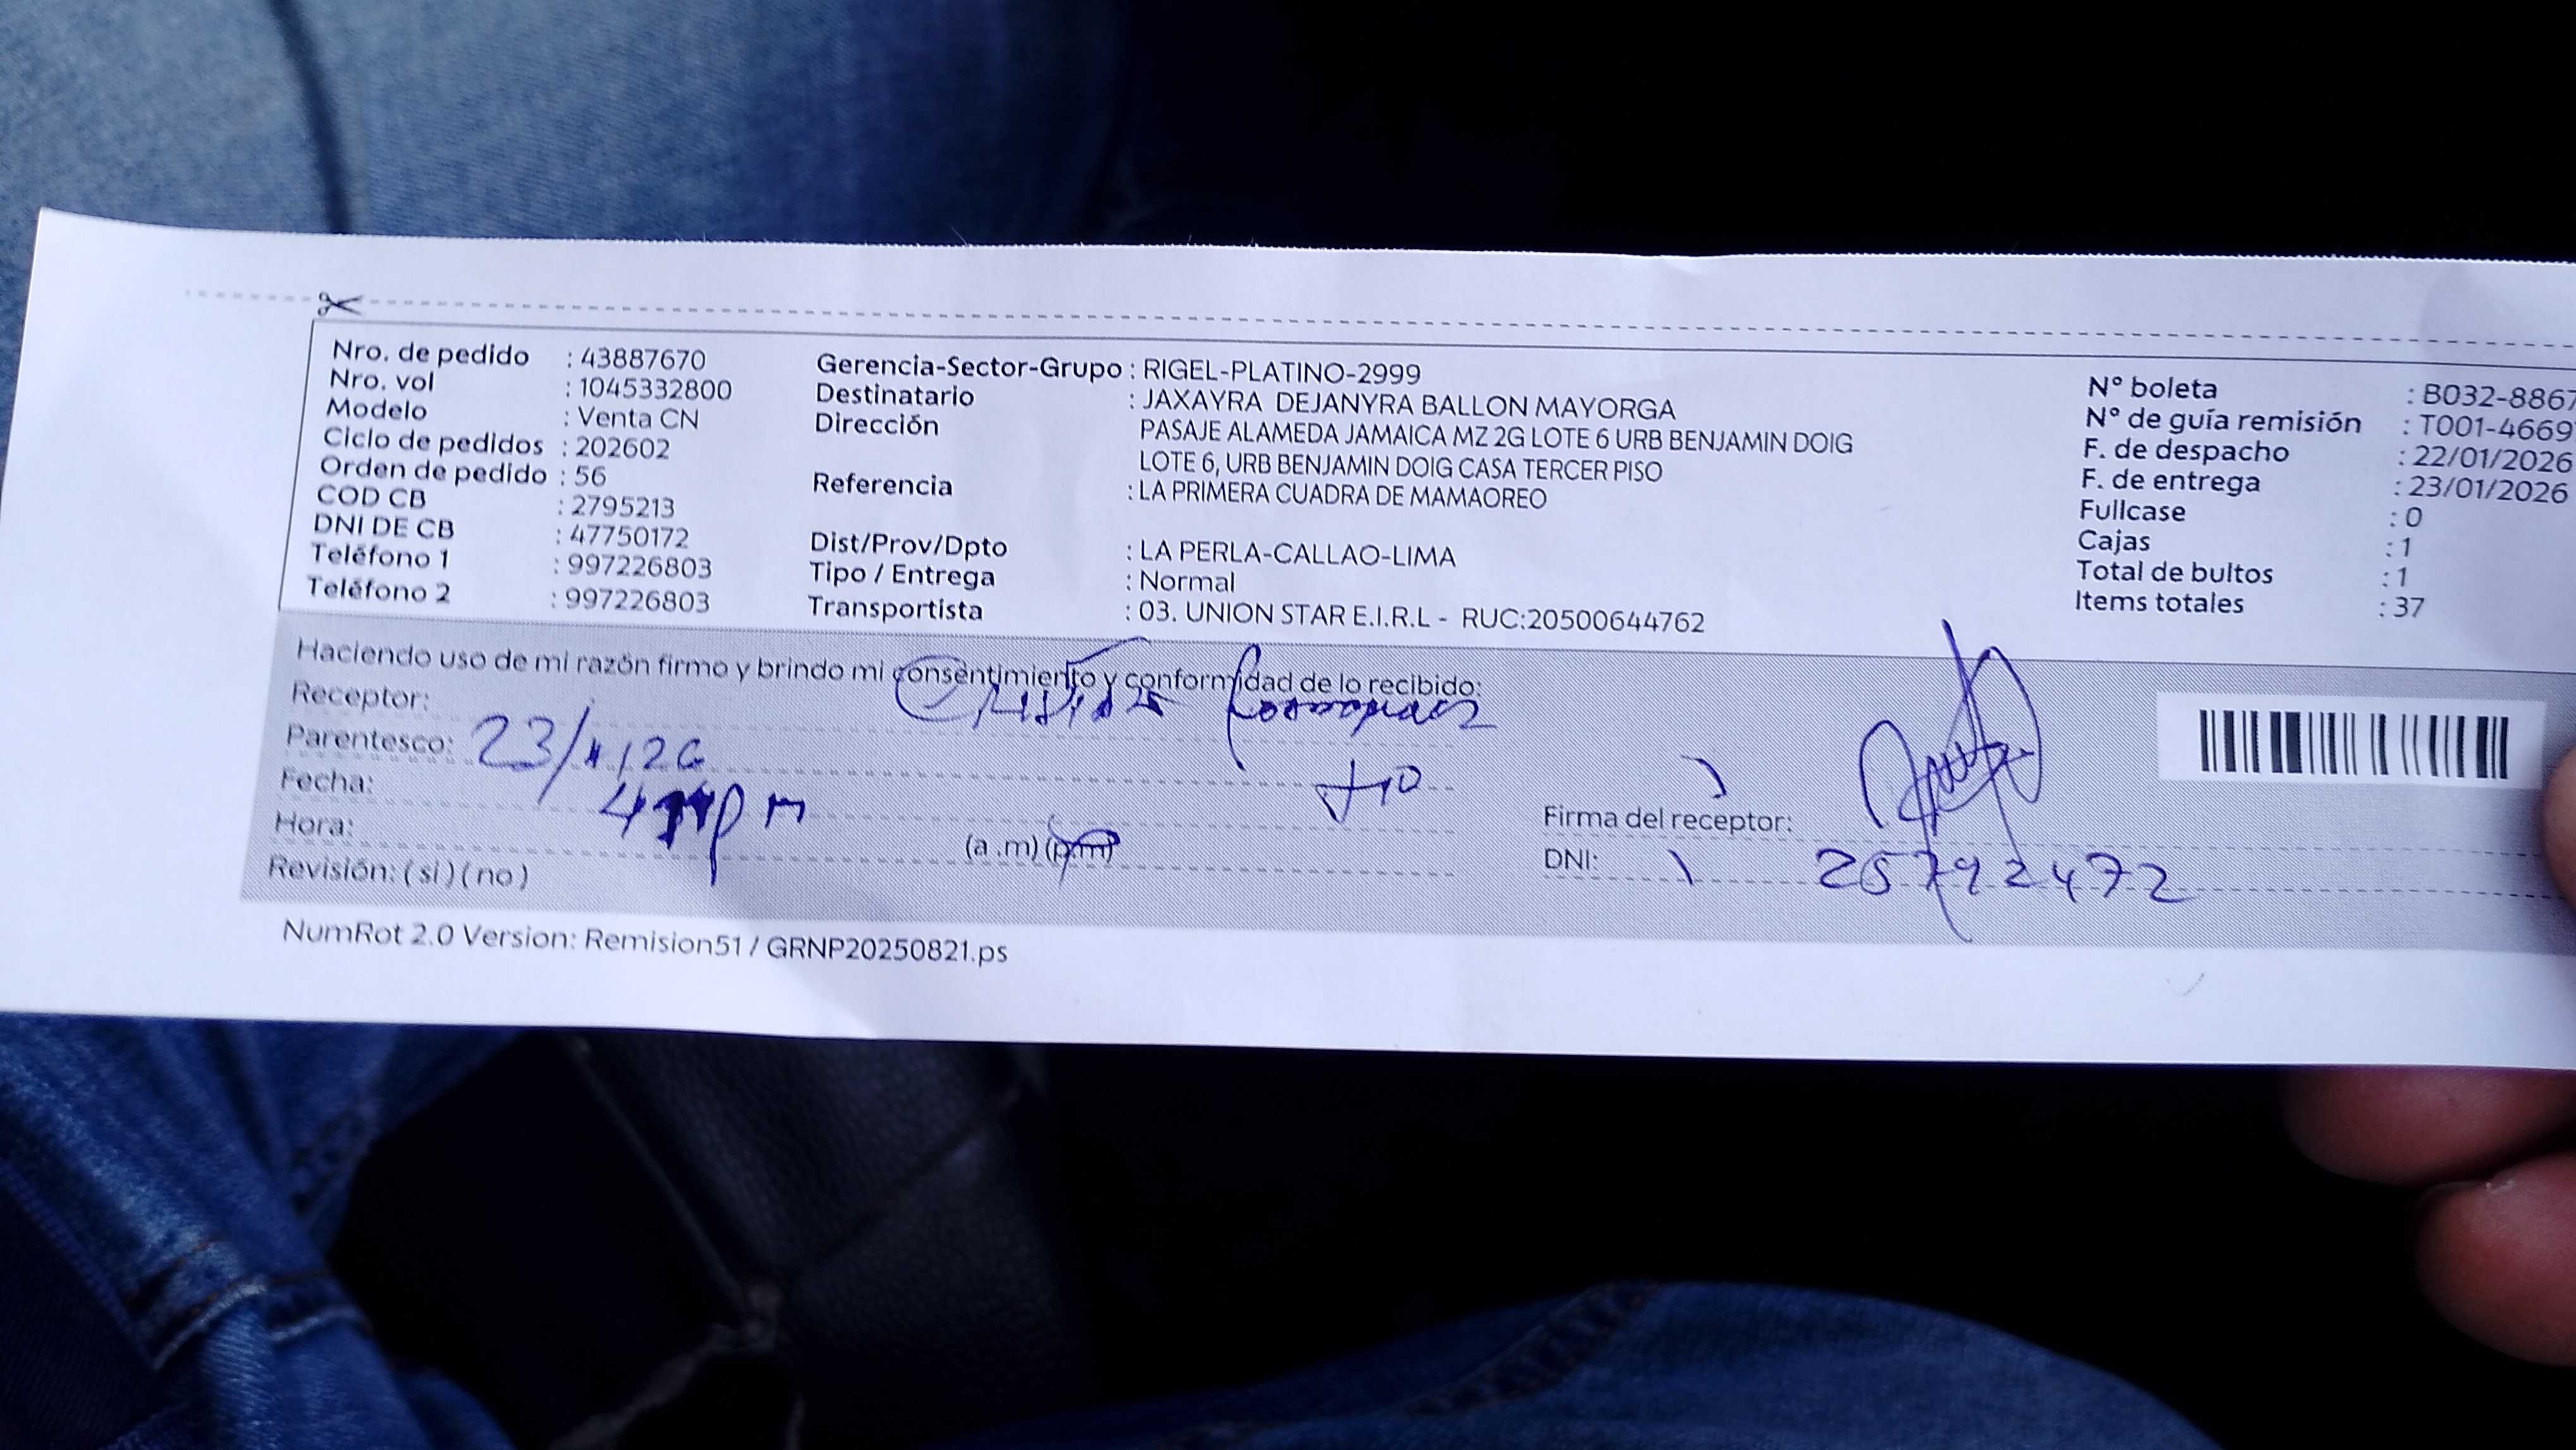 Nro. de pedido : 43887670
Nro. vol : 1045332800
Modelo : Venta CN
Ciclo de pedidos : 202602
Orden de pedido : 56
COD CB : 2795213
DNI DE CB : 47750172
Teléfono 1 : 997226803
Teléfono 2 : 997226803
Gerencia-Sector-Grupo : RIGEL-PLATINO-2999
Destinatario : JAXAYRA DEJANYRA BALLON MAYORGA
Dirección PASAJE ALAMEDA JAMAICA MZ 2G LOTE 6 URB BENJAMIN DOIG
LOTE 6, URB BENJAMIN DOIG CASA TERCER PISO
Referencia : LA PRIMERA CUADRA DE MAMAOREO
Dist/Prov/Dpto : LA PERLA-CALLAO-LIMA
Tipo / Entrega : Normal
Transportista : 03. UNION STAR E.I.R.L - RUC:20500644762
N° boleta : B032-8867
N° de guía remisión : T001-4669
F. de despacho : 22/01/2026
F. de entrega : 23/01/2026
Fullcase : 0
Cajas : 1
Total de bultos : 1
Items totales : 37
Haciendo uso de mi razón firmo y brindo mi consentimiento y conformidad de lo recibido:
Receptor:
Parentesco:
Fecha:
Hora: (a .m) (p.m)
Revisión: ( si ) ( no )
Firma del receptor:
DNI: 25792472
NumRot 2.0 Version: Remision51 / GRNP20250821.ps